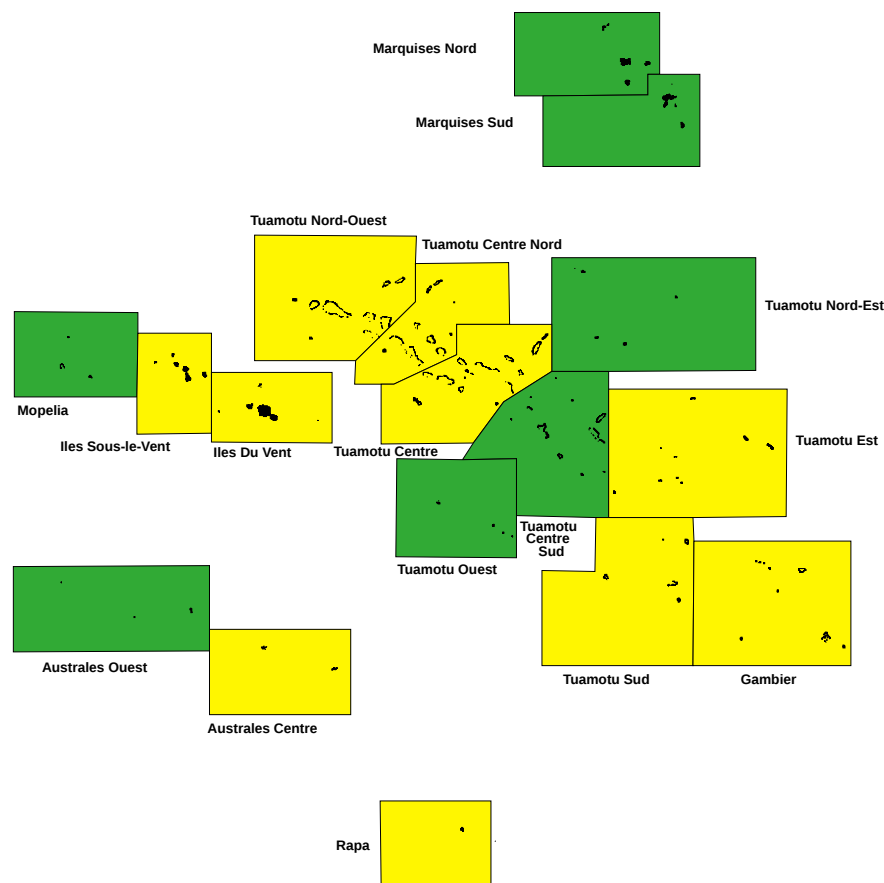 Marquises Nord
Marquises Sud
Tuamotu Nord-Ouest
Tuamotu Centre Nord
Tuamotu Nord-Est
Mopelia
Iles Sous-le-Vent
Iles Du Vent
Tuamotu Centre
Tuamotu Est
Tuamotu
Centre
Sud
Tuamotu Ouest
Australes Ouest
Tuamotu Sud
Gambier
Australes Centre
Rapa